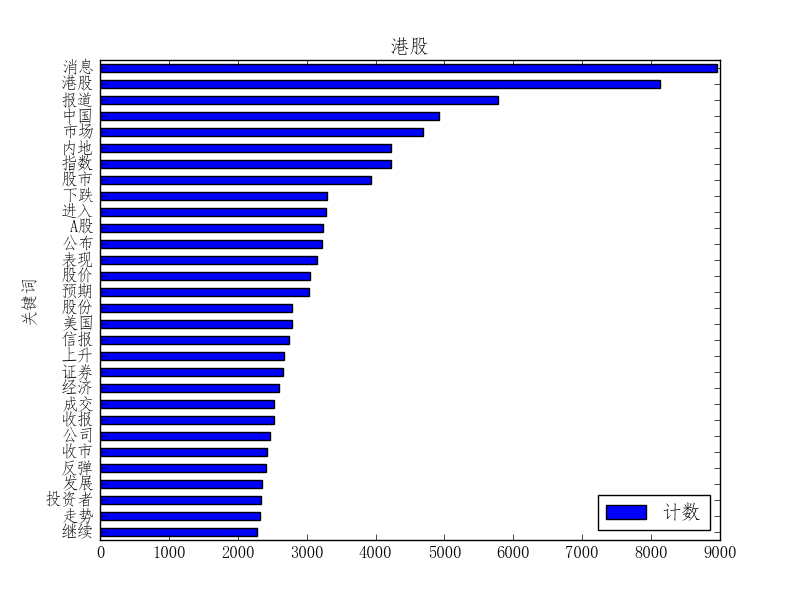 港股
关键词
消息
港股
报道
中国
市场
内地
指数
股市
下跌
进入
A股
公布
表现
股价
预期
股份
美国
信报
上升
证券
经济
成交
收报
公司
收市
反弹
发展
投资者
走势
继续
计数
0 1000 2000 3000 4000 5000 6000 7000 8000 9000